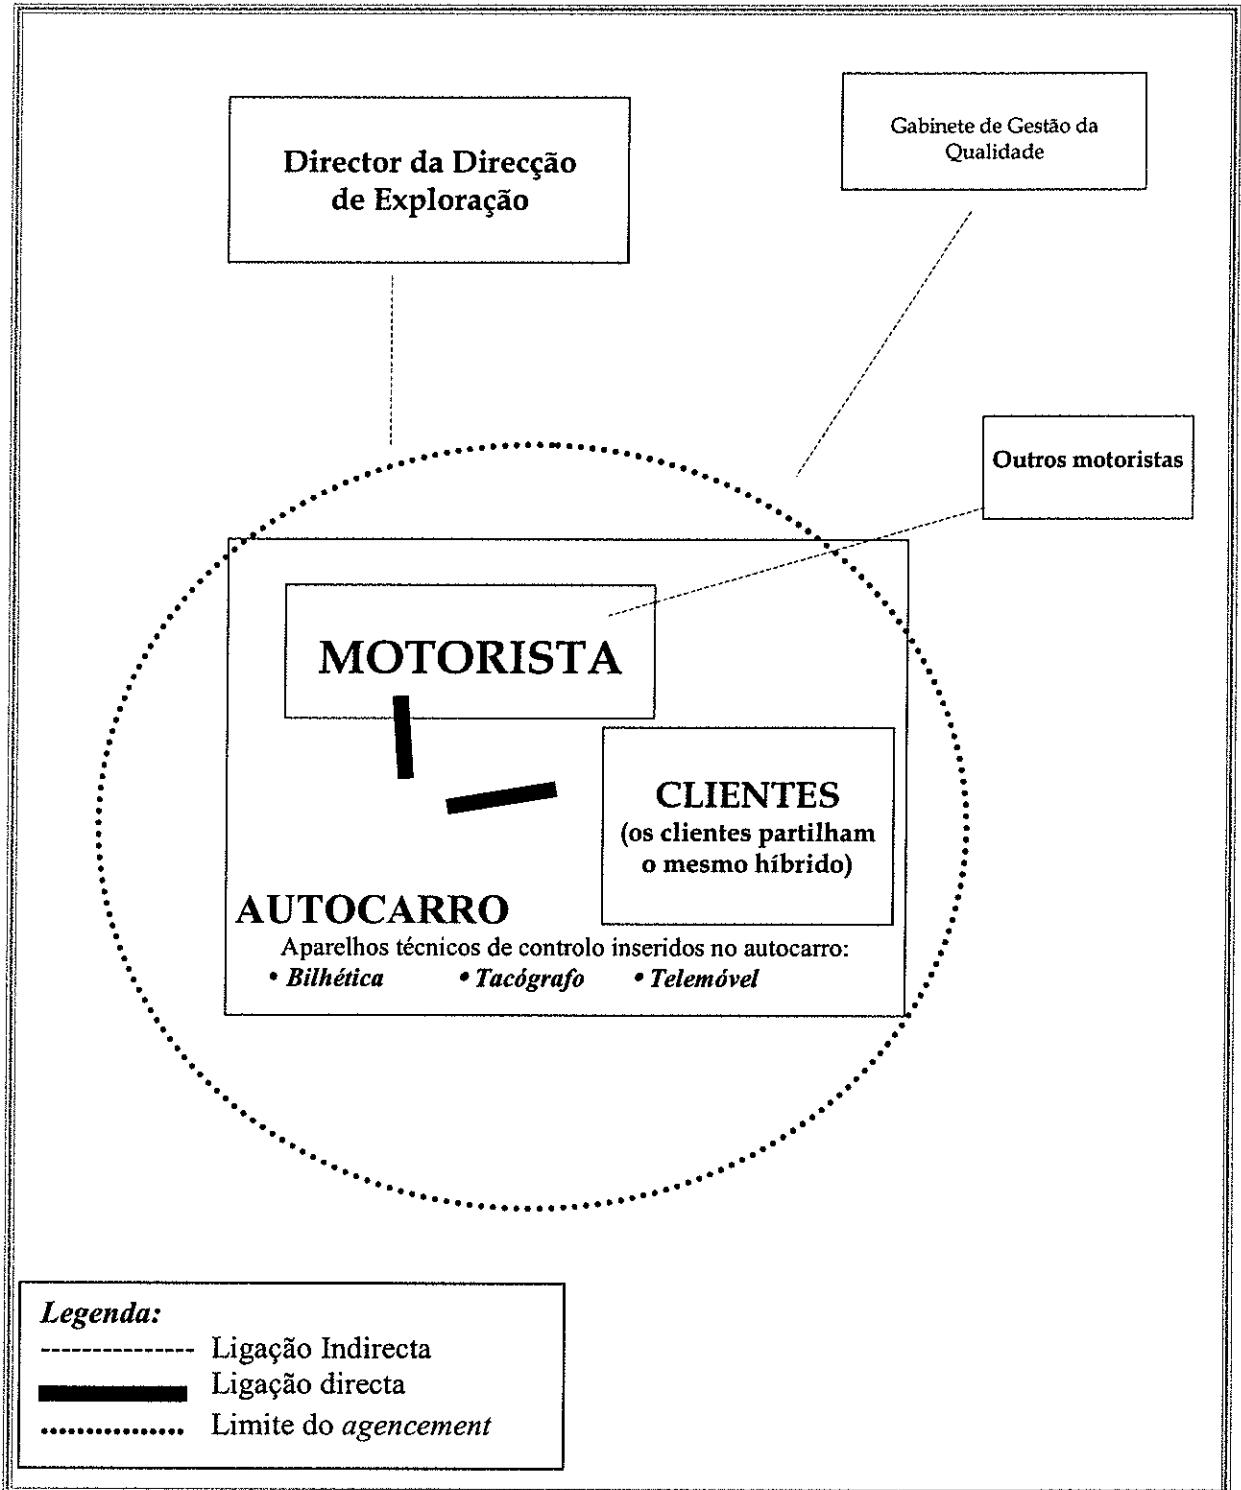 Director da Direcção
de Exploração
Gabinete de Gestão da
Qualidade
Outros motoristas
MOTORISTA
CLIENTES
(os clientes partilham
o mesmo híbrido)
AUTOCARRO
Aparelhos técnicos de controlo inseridos no autocarro:
• Bilhética • Tacógrafo • Telemóvel
Legenda:
Ligação Indirecta
Ligação directa
Limite do agencement